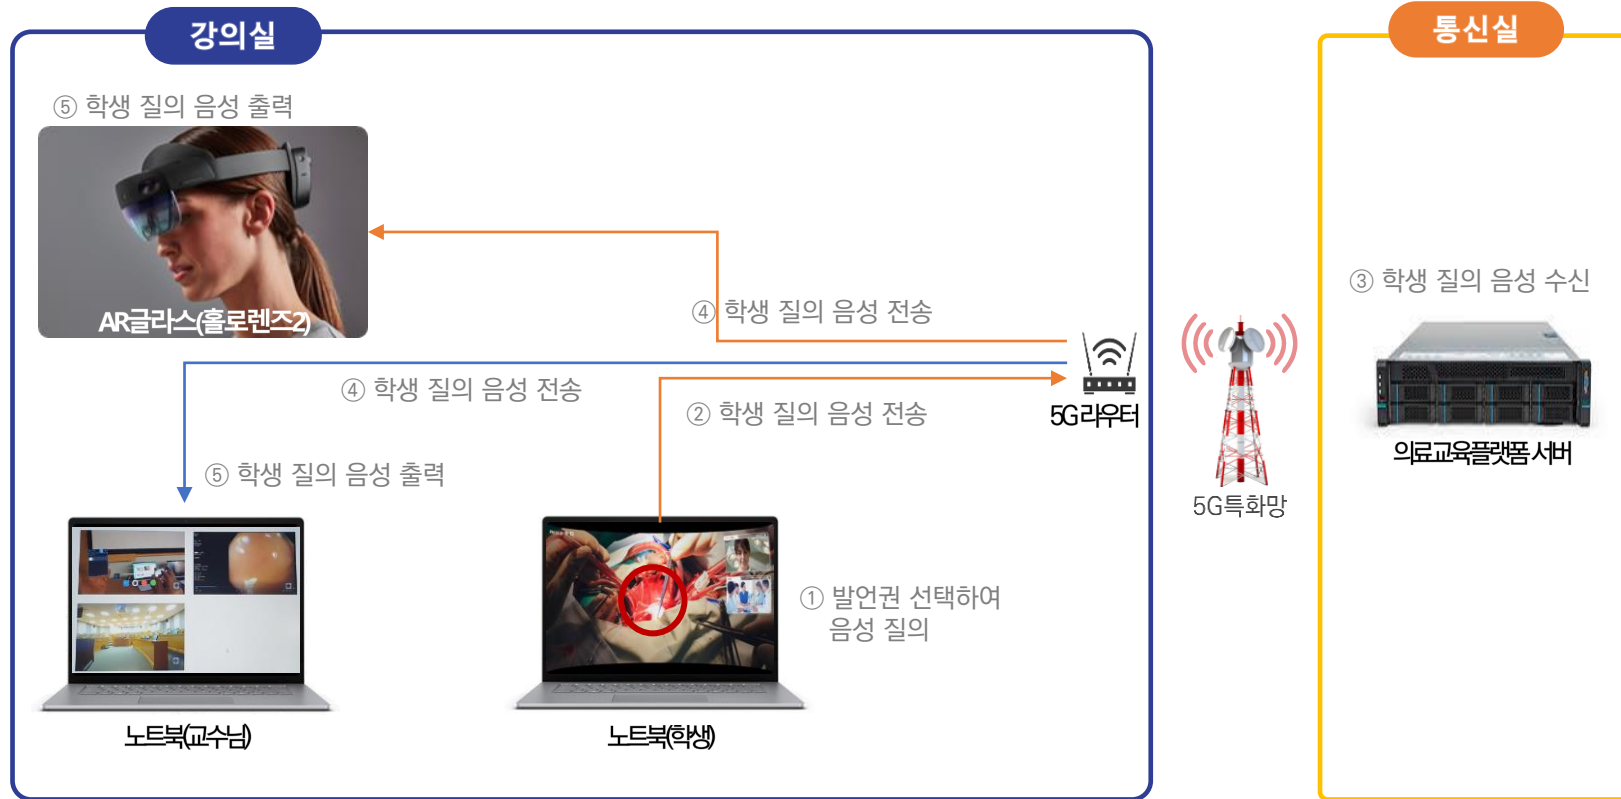 강의실
통신실
⑤ 학생 질의 음성 출력
AR글라스(홀로렌즈2)
③ 학생 질의 음성 수신
④ 학생 질의 음성 전송
④ 학생 질의 음성 전송
② 학생 질의 음성 전송
5G 라우터
의료교육플랫폼 서버
⑤ 학생 질의 음성 출력
5G특화망
① 발언권 선택하여
음성 질의
노트북(교수님)
노트북(학생)